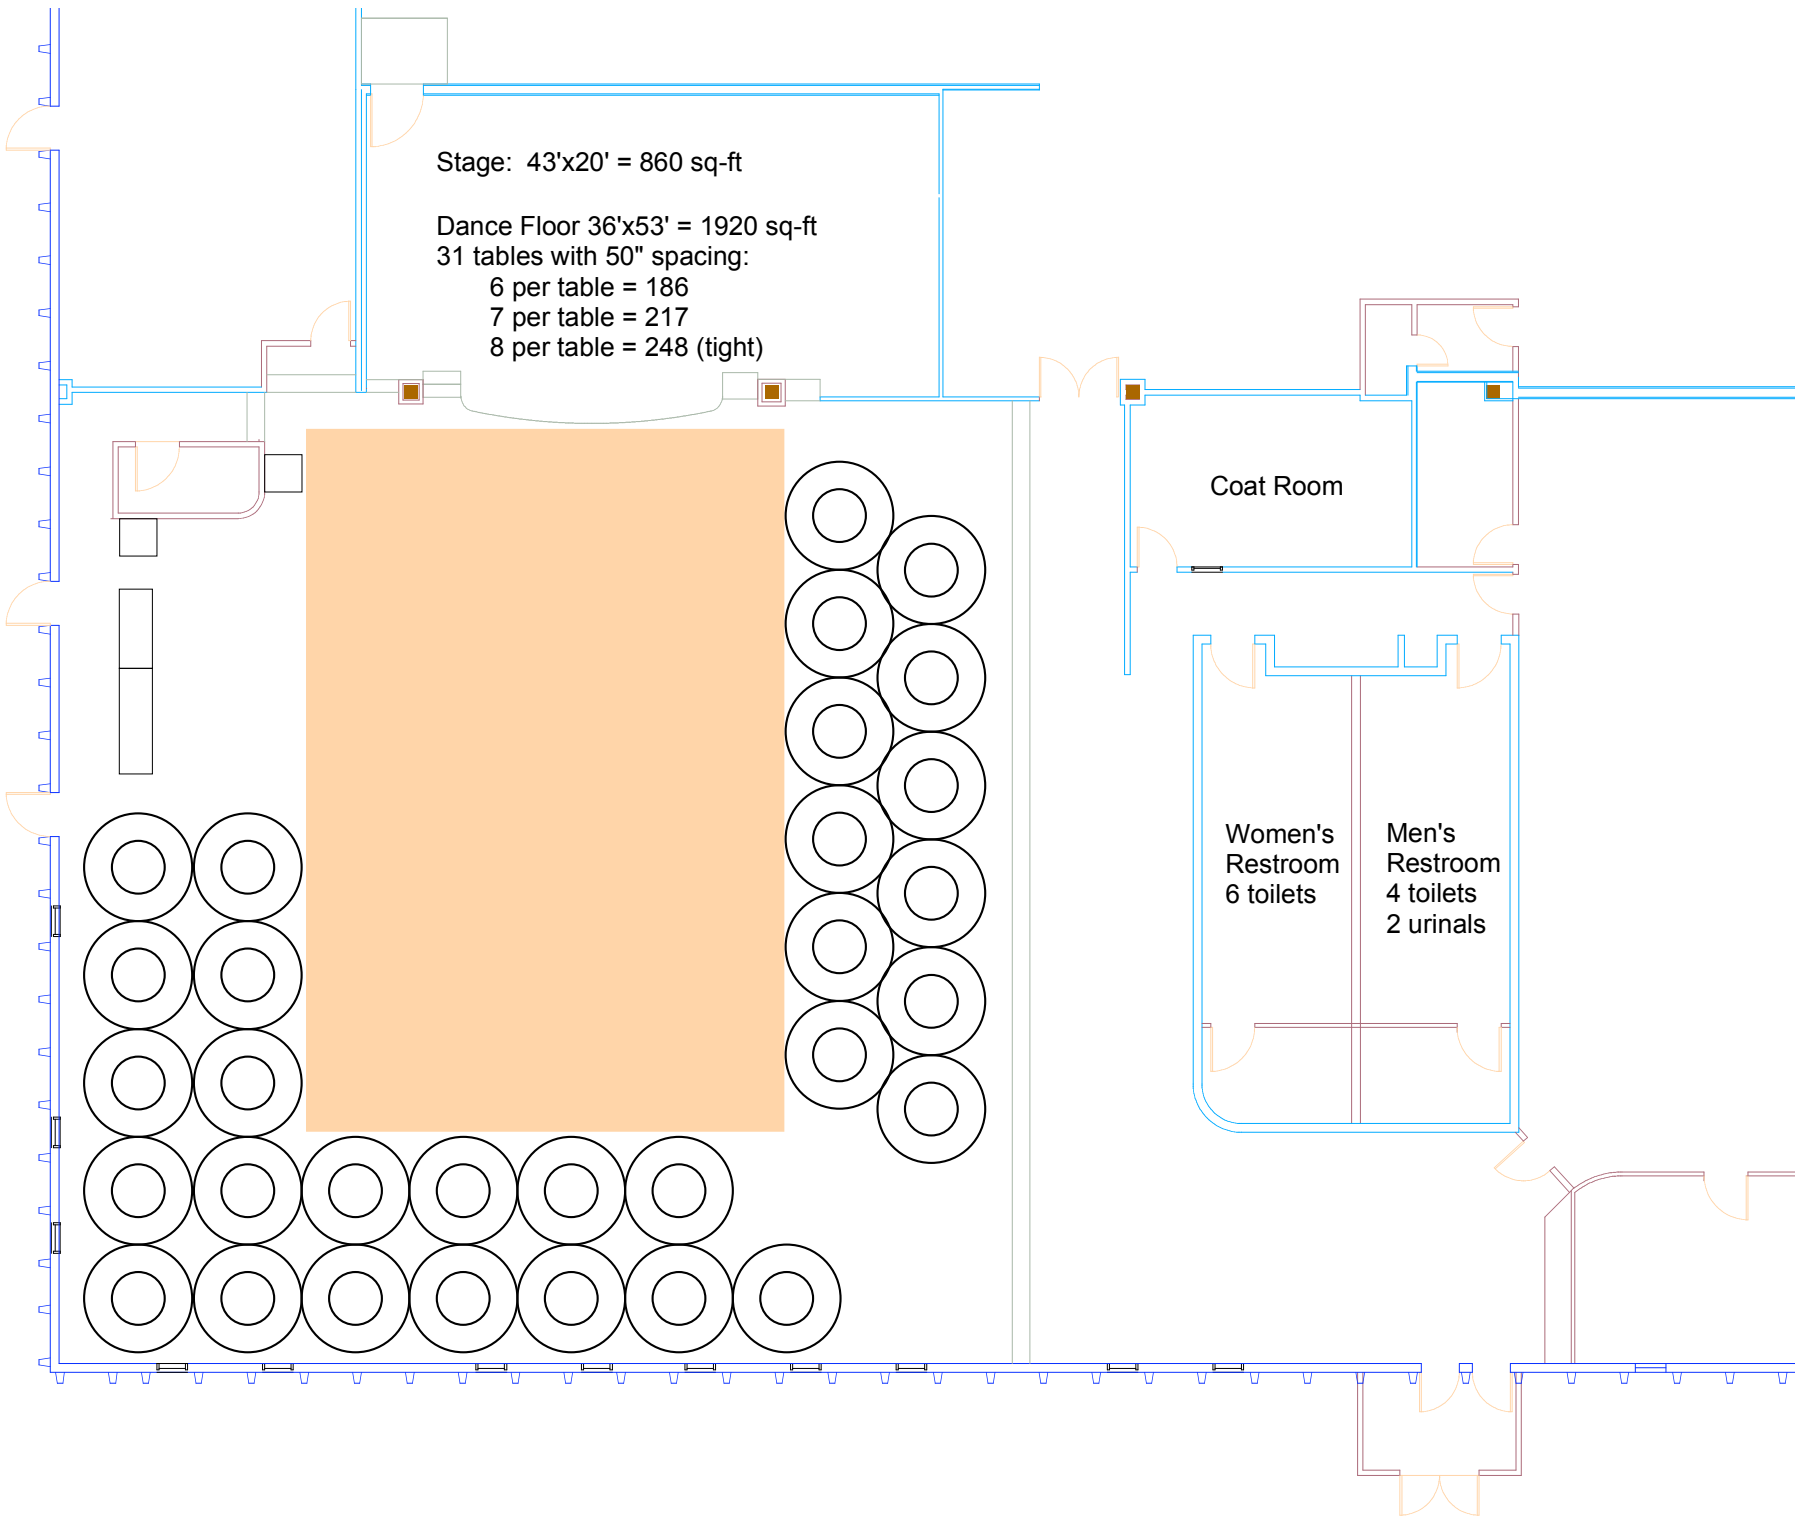 Stage:  43'x20' = 860 sq-ft
Dance Floor 36'x53' = 1920 sq-ft
31 tables with 50" spacing:
6 per table = 186
7 per table = 217
8 per table = 248 (tight)
Coat Room
Women's
Restroom
6 toilets
Men's
Restroom
4 toilets
2 urinals